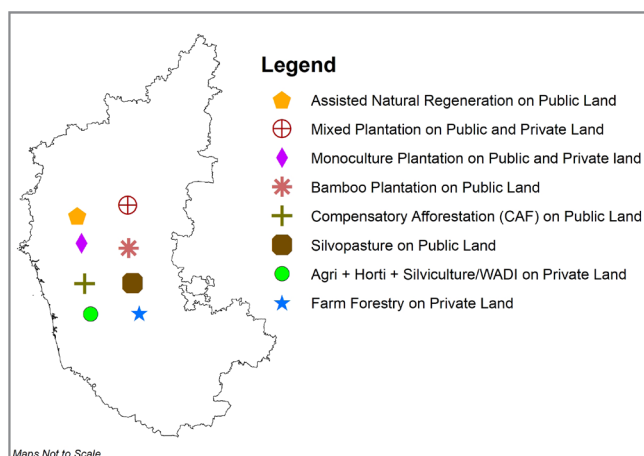 Legend
Assisted Natural Regeneration on Public Land
Mixed Plantation on Public and Private Land
Monoculture Plantation on Public and Private land
Bamboo Plantation on Public Land
Compensatory Afforestation (CAF) on Public Land
Silvopasture on Public Land
Agri + Horti + Silviculture/WADI on Private Land
Farm Forestry on Private Land
Maps Not to Scale